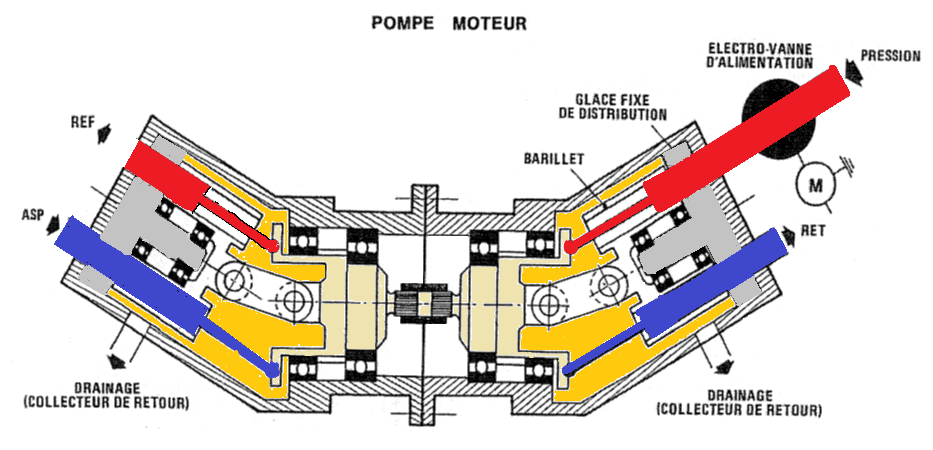 POMPE MOTEUR
ELECTRO-VANNE
D'ALIMENTATION
PRESSION
GLACE FIXE
DE DISTRIBUTION
REF
BARILLET
M
ASP
RET
DRAINAGE
(COLLECTEUR DE RETOUR)
DRAINAGE
(COLLECTEUR DE RETOUR)